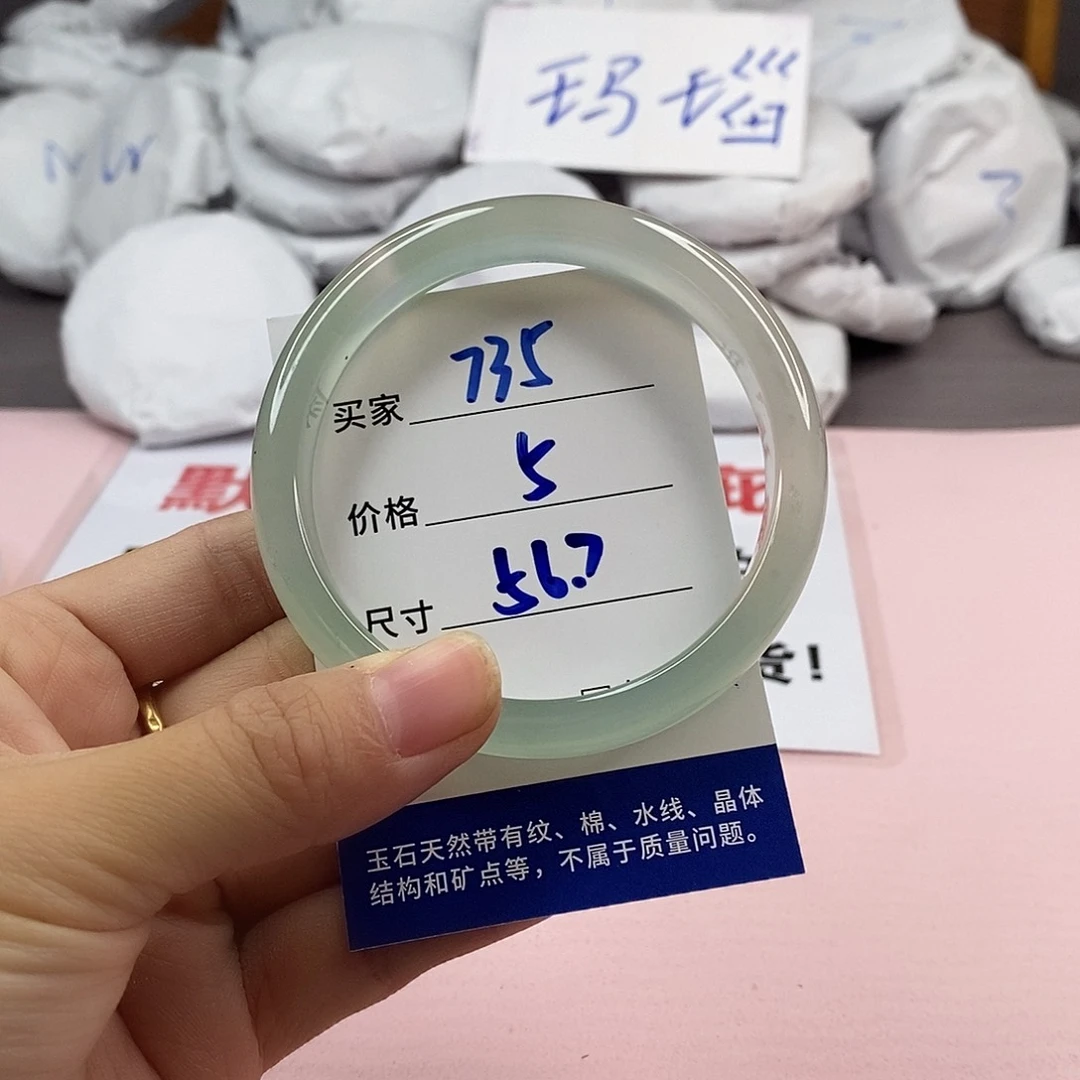 玛瑙
买家 735
价格 5
尺寸 56.7
玉石天然带有纹、棉、水线、晶体
结构和矿点等，不属于质量问题。